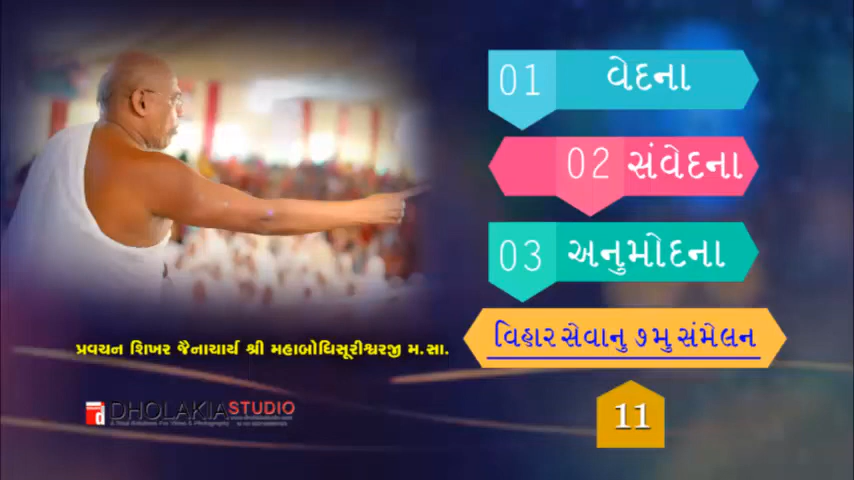 01 વેદના
02 સંવેદના
03 અનુમોદના
વિહાર સેવાનુ ૭મુ સંમેલન
11
પ્રવચન શિખર જૈનાચાર્ય શ્રી મહાબોધિસૂરીશ્વરજી મ.સા.
DHOLAKIA STUDIO